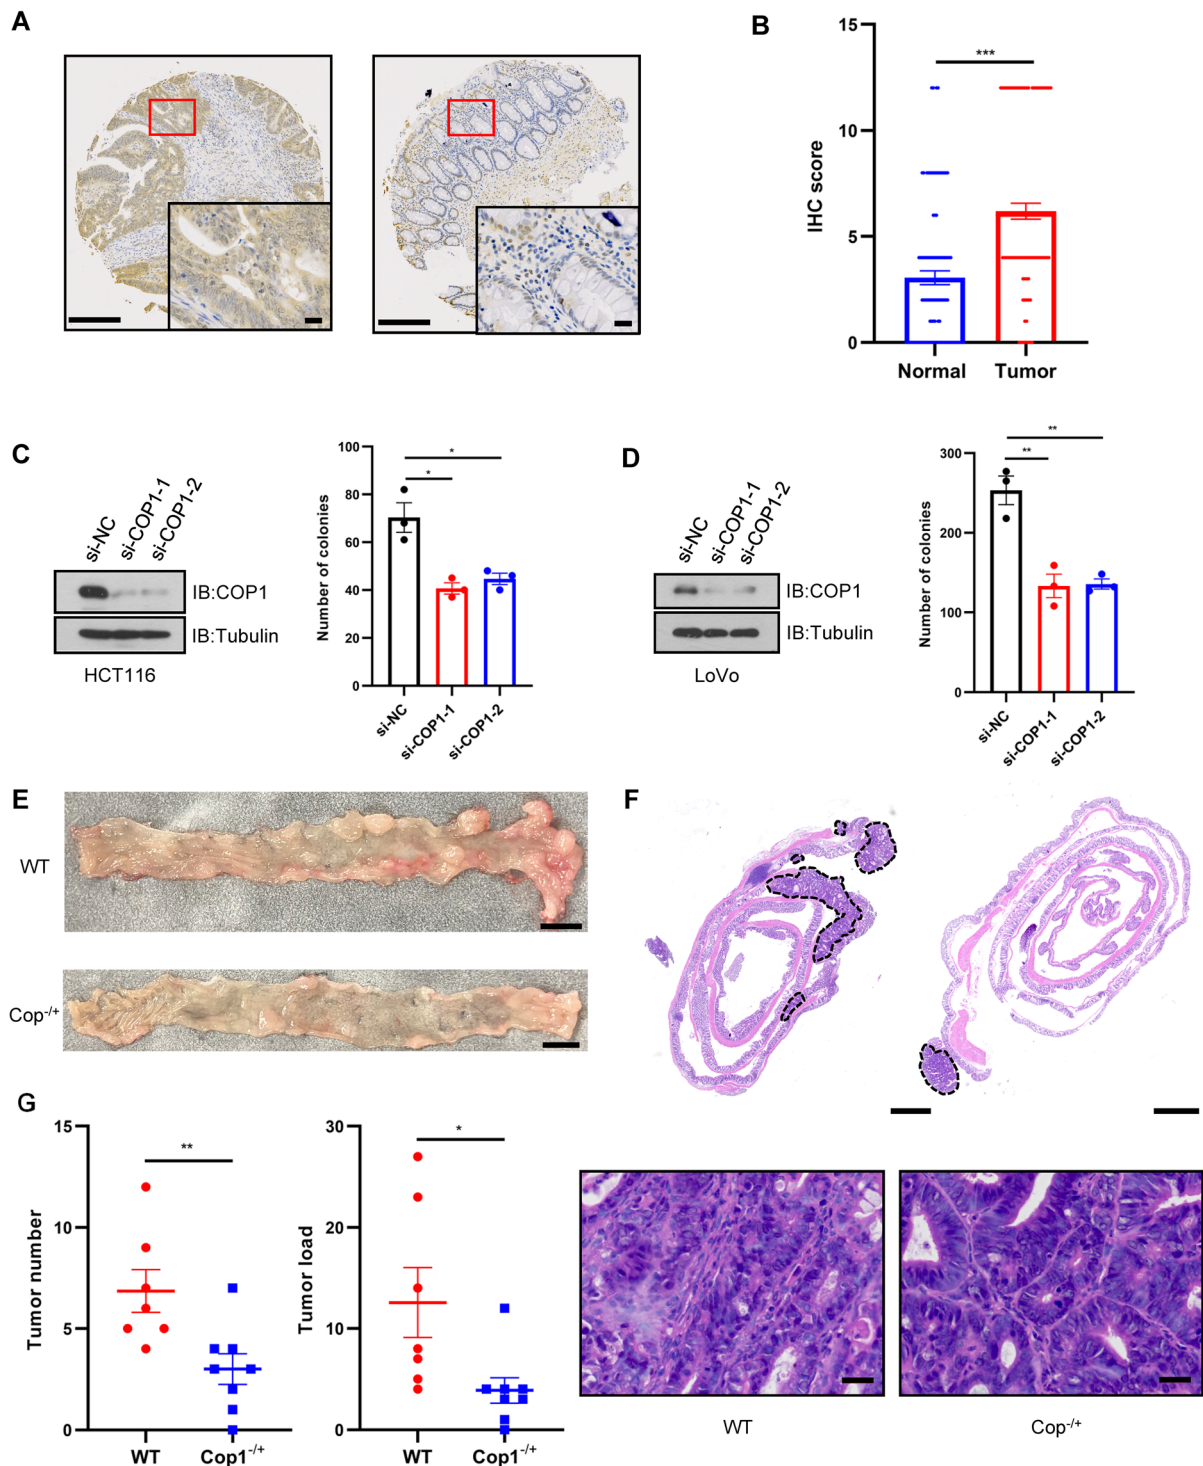 A
B
15
10
5
0
IHC score
***
Normal
Tumor
C
si-NC
si-COP1-1
si-COP1-2
IB:COP1
IB:Tubulin
HCT116
100
80
60
40
20
0
Number of colonies
*
*
si-NC
si-COP1-1
si-COP1-2
D
si-NC
si-COP1-1
si-COP1-2
IB:COP1
IB:Tubulin
LoVo
300
200
100
0
Number of colonies
**
**
si-NC
si-COP1-1
si-COP1-2
E
WT
Cop-/+
F
WT
Cop-/+
G
15
10
5
0
Tumor number
**
WT
Cop1-/+
30
20
10
0
Tumor load
*
WT
Cop1-/+